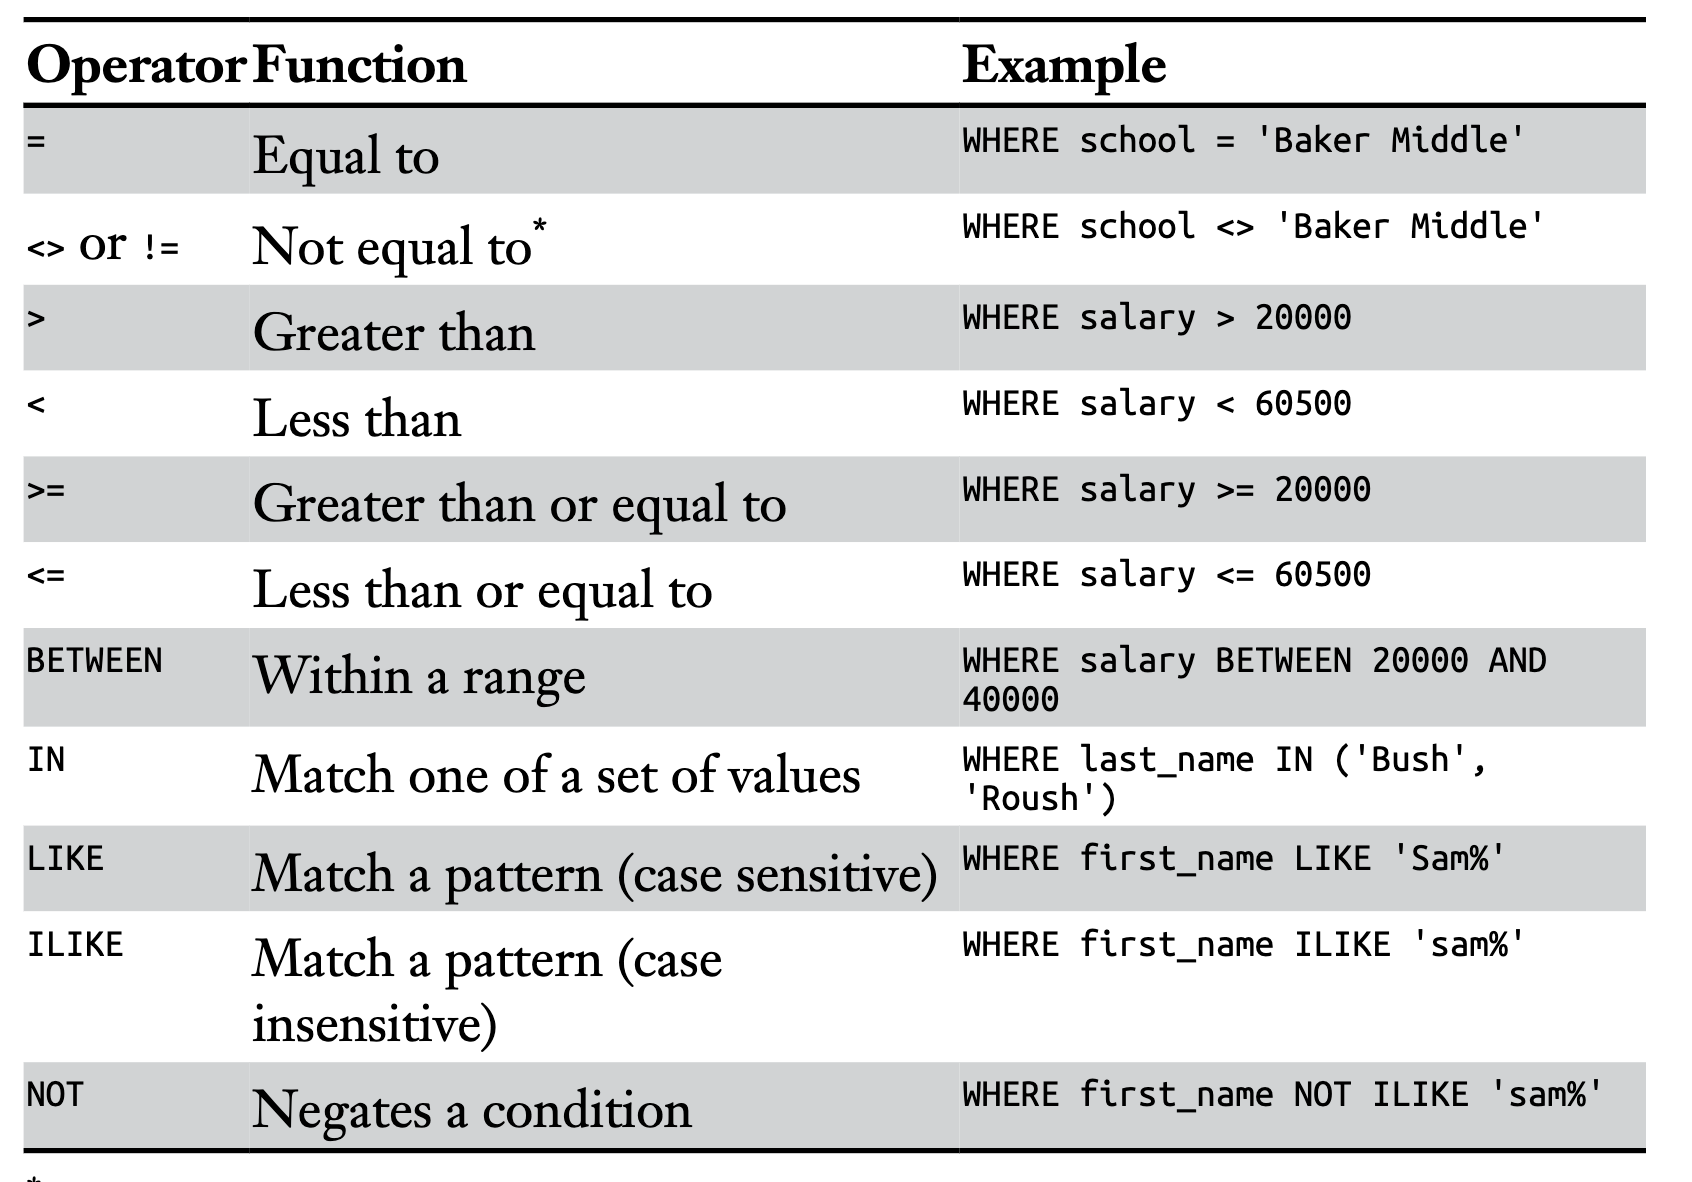 Operator Function Example
= Equal to WHERE school = 'Baker Middle'
<> or != Not equal to* WHERE school <> 'Baker Middle'
> Greater than WHERE salary > 20000
< Less than WHERE salary < 60500
>= Greater than or equal to WHERE salary >= 20000
<= Less than or equal to WHERE salary <= 60500
BETWEEN Within a range WHERE salary BETWEEN 20000 AND
40000
IN Match one of a set of values WHERE last_name IN ('Bush',
'Roush')
LIKE Match a pattern (case sensitive) WHERE first_name LIKE 'Sam%'
ILIKE Match a pattern (case WHERE first_name ILIKE 'sam%'
insensitive)
NOT Negates a condition WHERE first_name NOT ILIKE 'sam%'
*